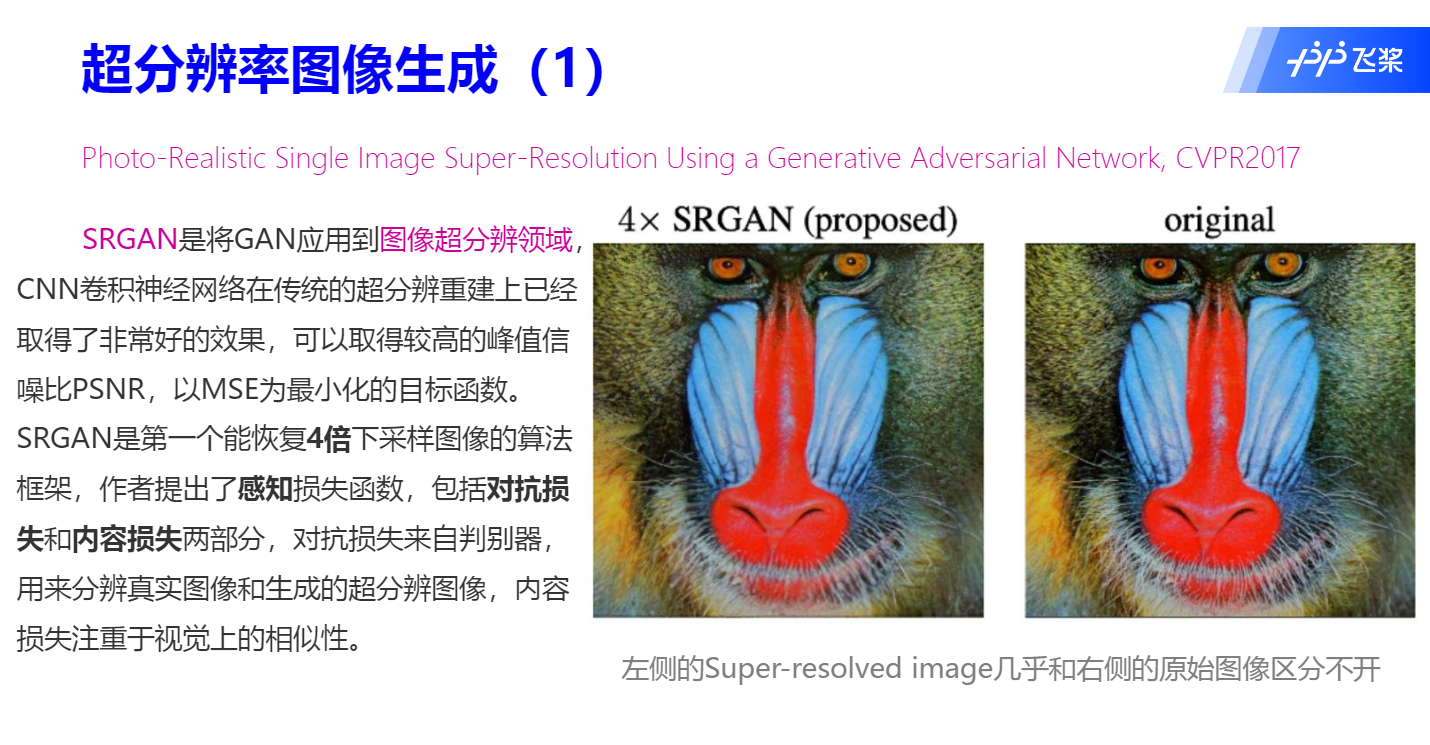 超分辨率图像生成（1）
飞桨
Photo-Realistic Single Image Super-Resolution Using a Generative Adversarial Network, CVPR2017
SRGAN是将GAN应用到图像超分辨领域，
CNN卷积神经网络在传统的超分辨重建上已经
取得了非常好的效果，可以取得较高的峰值信
噪比PSNR，以MSE为最小化的目标函数。
SRGAN是第一个能恢复4倍下采样图像的算法
框架，作者提出了感知损失函数，包括对抗损
失和内容损失两部分，对抗损失来自判别器，
用来分辨真实图像和生成的超分辨图像，内容
损失注重于视觉上的相似性。
4× SRGAN (proposed)
original
左侧的Super-resolved image几乎和右侧的原始图像区分不开